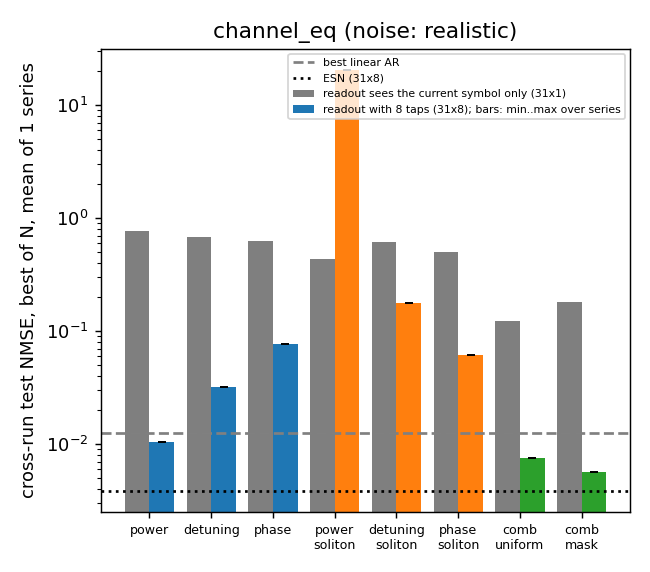 channel_eq (noise: realistic)
cross-run test NMSE, best of N, mean of 1 series
10¹
10⁰
10⁻¹
10⁻²
best linear AR
ESN (31x8)
readout sees the current symbol only (31x1)
readout with 8 taps (31x8); bars: min..max over series
power
detuning
phase
power
soliton
detuning
soliton
phase
soliton
comb
uniform
comb
mask